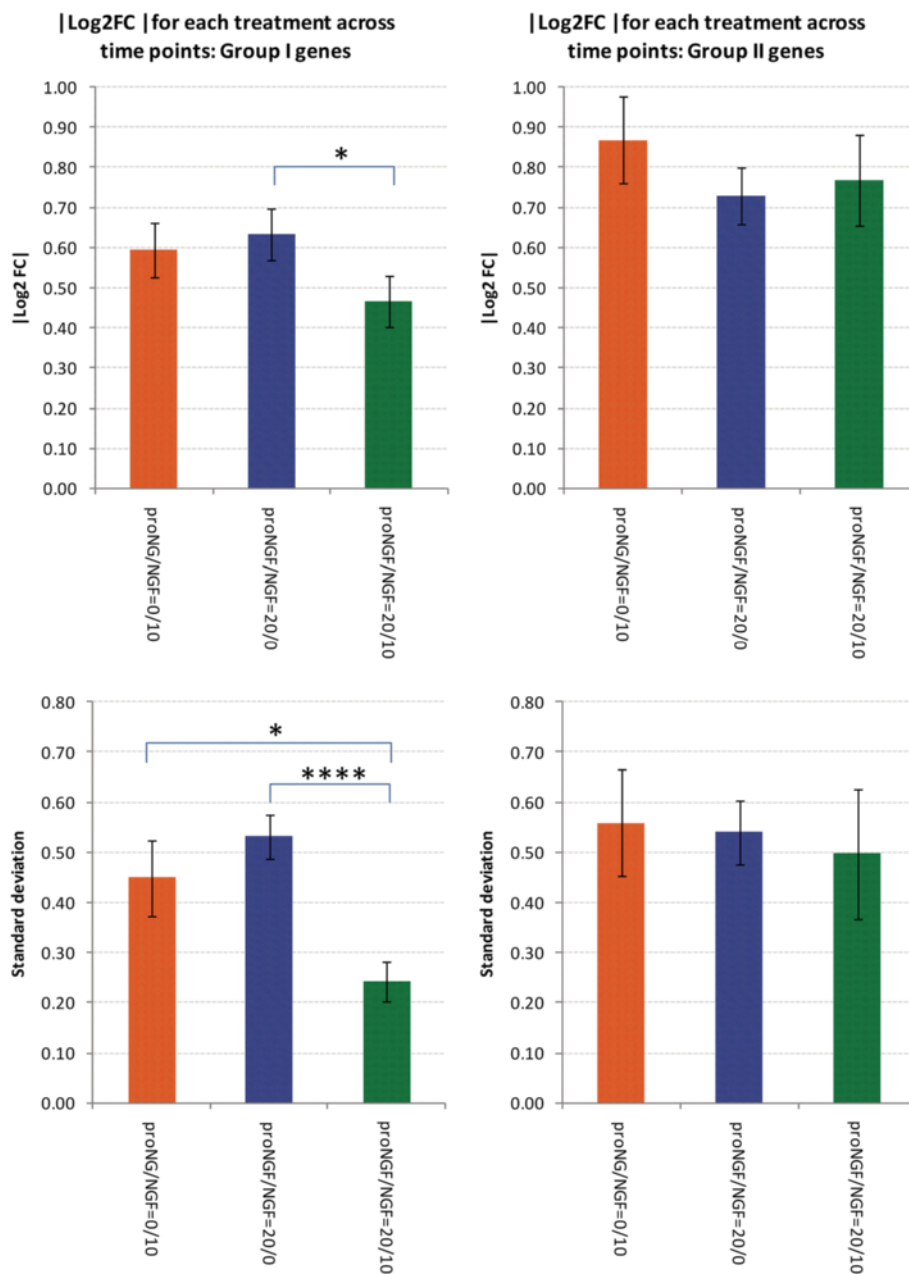 |Log2FC |for each treatment across
time points: Group I genes
1.00
0.90
0.80
0.70
0.60
0.50
0.40
0.30
0.20
0.10
0.00
|Log2 FC|
*
proNG/NGF=0/10
proNGF/NGF=20/0
proNGF/NGF=20/10
|Log2FC |for each treatment across
time points: Group II genes
1.00
0.90
0.80
0.70
0.60
0.50
0.40
0.30
0.20
0.10
0.00
|Log2 FC|
proNG/NGF=0/10
proNGF/NGF=20/0
proNGF/NGF=20/10
0.80
0.70
0.60
0.50
0.40
0.30
0.20
0.10
0.00
Standard deviation
*
****
proNG/NGF=0/10
proNGF/NGF=20/0
proNGF/NGF=20/10
0.80
0.70
0.60
0.50
0.40
0.30
0.20
0.10
0.00
Standard deviation
proNG/NGF=0/10
proNGF/NGF=20/0
proNGF/NGF=20/10